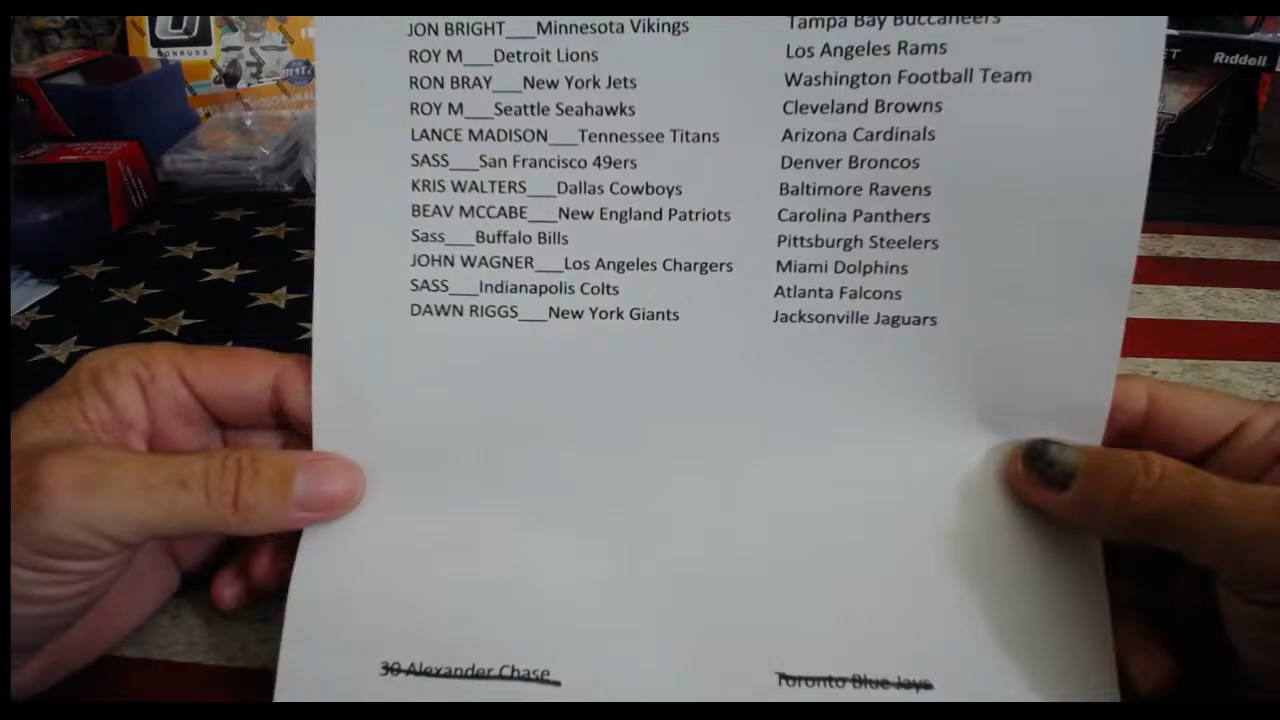 JON BRIGHT___Minnesota Vikings
Tampa Bay Buccaneers
ROY M___Detroit Lions
Los Angeles Rams
RON BRAY___New York Jets
Washington Football Team
ROY M___Seattle Seahawks
Cleveland Browns
LANCE MADISON___Tennessee Titans
Arizona Cardinals
SASS___San Francisco 49ers
Denver Broncos
KRIS WALTERS___Dallas Cowboys
Baltimore Ravens
BEAV MCCABE___New England Patriots
Carolina Panthers
Sass___Buffalo Bills
Pittsburgh Steelers
JOHN WAGNER___Los Angeles Chargers
Miami Dolphins
SASS___Indianapolis Colts
Atlanta Falcons
DAWN RIGGS___New York Giants
Jacksonville Jaguars
30 Alexander Chase
Toronto Blue Jays
DONRUSS
Riddell